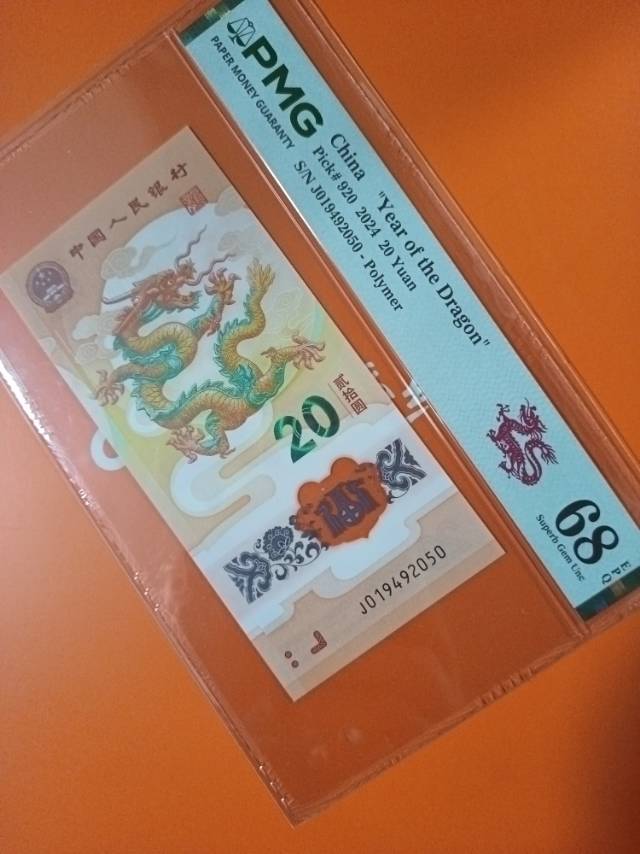 PMG
PAPER MONEY GUARANTY
China "Year of the Dragon"
Pick# 920 2024 20 Yuan
S/N J019492050 - Polymer
68 EPQ
Superb Gem Unc
中国人民银行
20
贰拾圆
J019492050